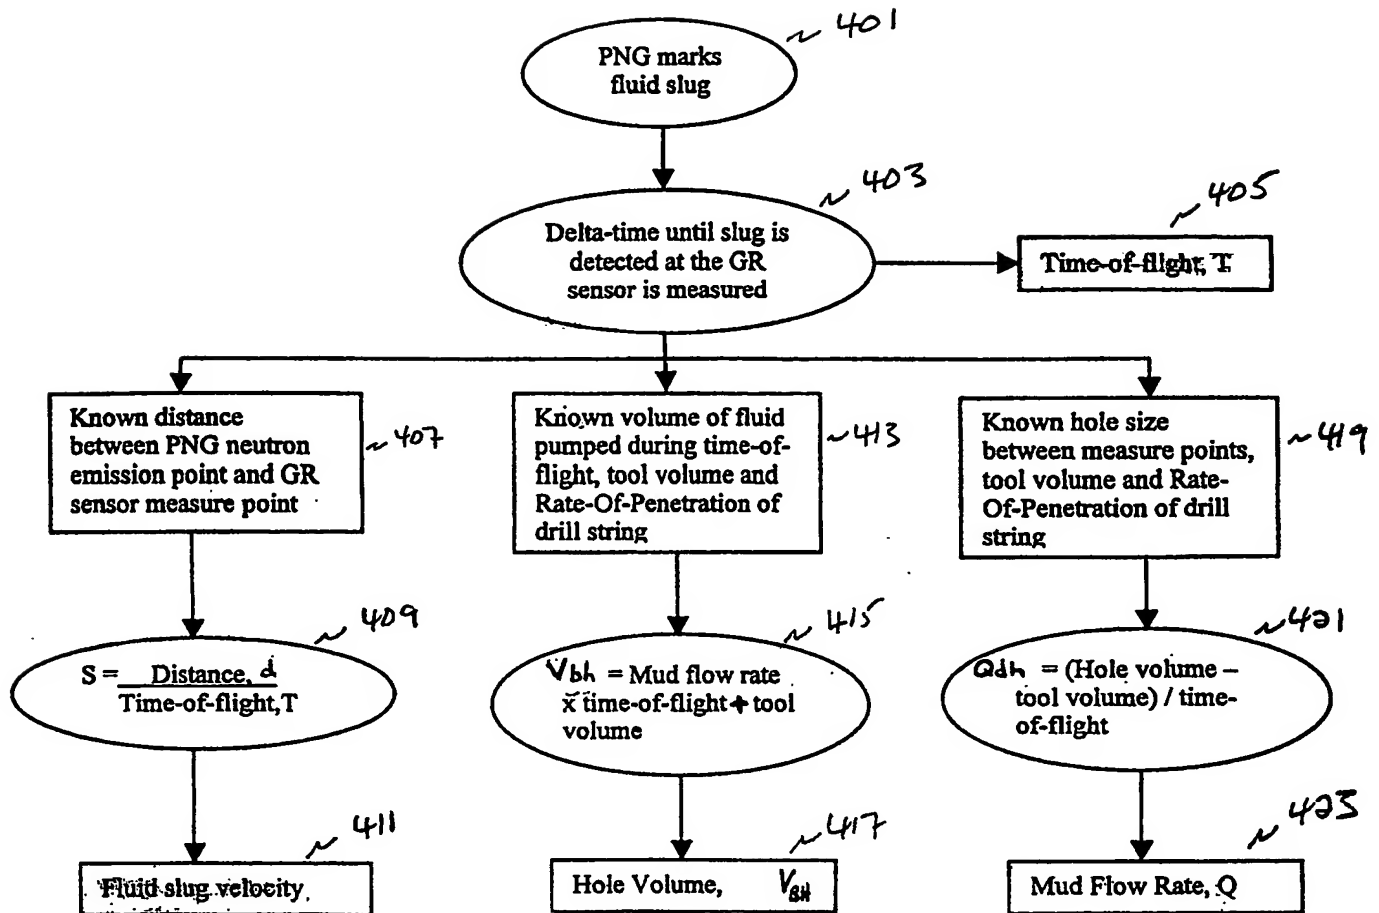 PNG marks
fluid slug
401
Delta-time until slug is
detected at the GR
sensor is measured
403
Time-of-flight, T
405
Known distance
between PNG neutron
emission point and GR
sensor measure point
407
Known volume of fluid
pumped during time-of-
flight, tool volume and
Rate-Of-Penetration of
drill string
413
Known hole size
between measure points,
tool volume and Rate-
Of-Penetration of drill
string
419
S = Distance, d
Time-of-flight,T
409
Vbh = Mud flow rate
x time-of-flight + tool
volume
415
Qdh = (Hole volume –
tool volume) / time-
of-flight
421
Fluid slug velocity,
411
Hole Volume, VBH
417
Mud Flow Rate, Q
423